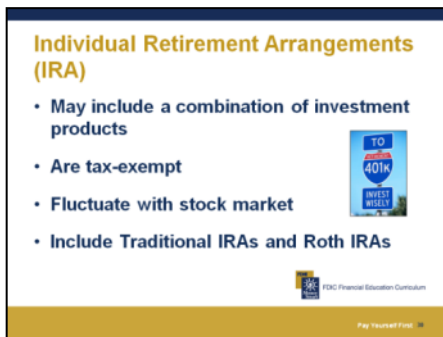 Individual Retirement Arrangements
(IRA)
• May include a combination of investment
products
• Are tax-exempt
• Fluctuate with stock market
• Include Traditional IRAs and Roth IRAs
TO
401K
INVEST
WISELY
FDIC Financial Education Curriculum
Pay Yourself First